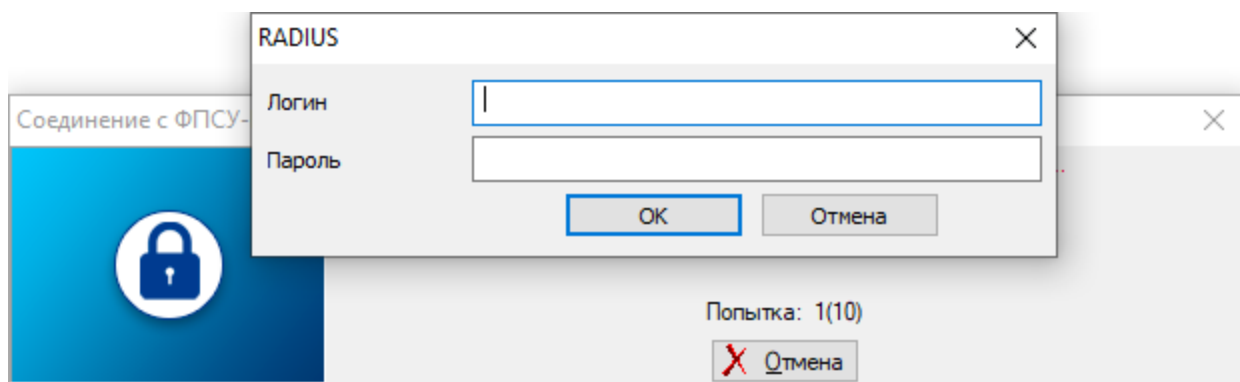 RADIUS
Логин
Соединение с ФПСУ-
Пароль
OK
Отмена
Попытка: 1(10)
Отмена